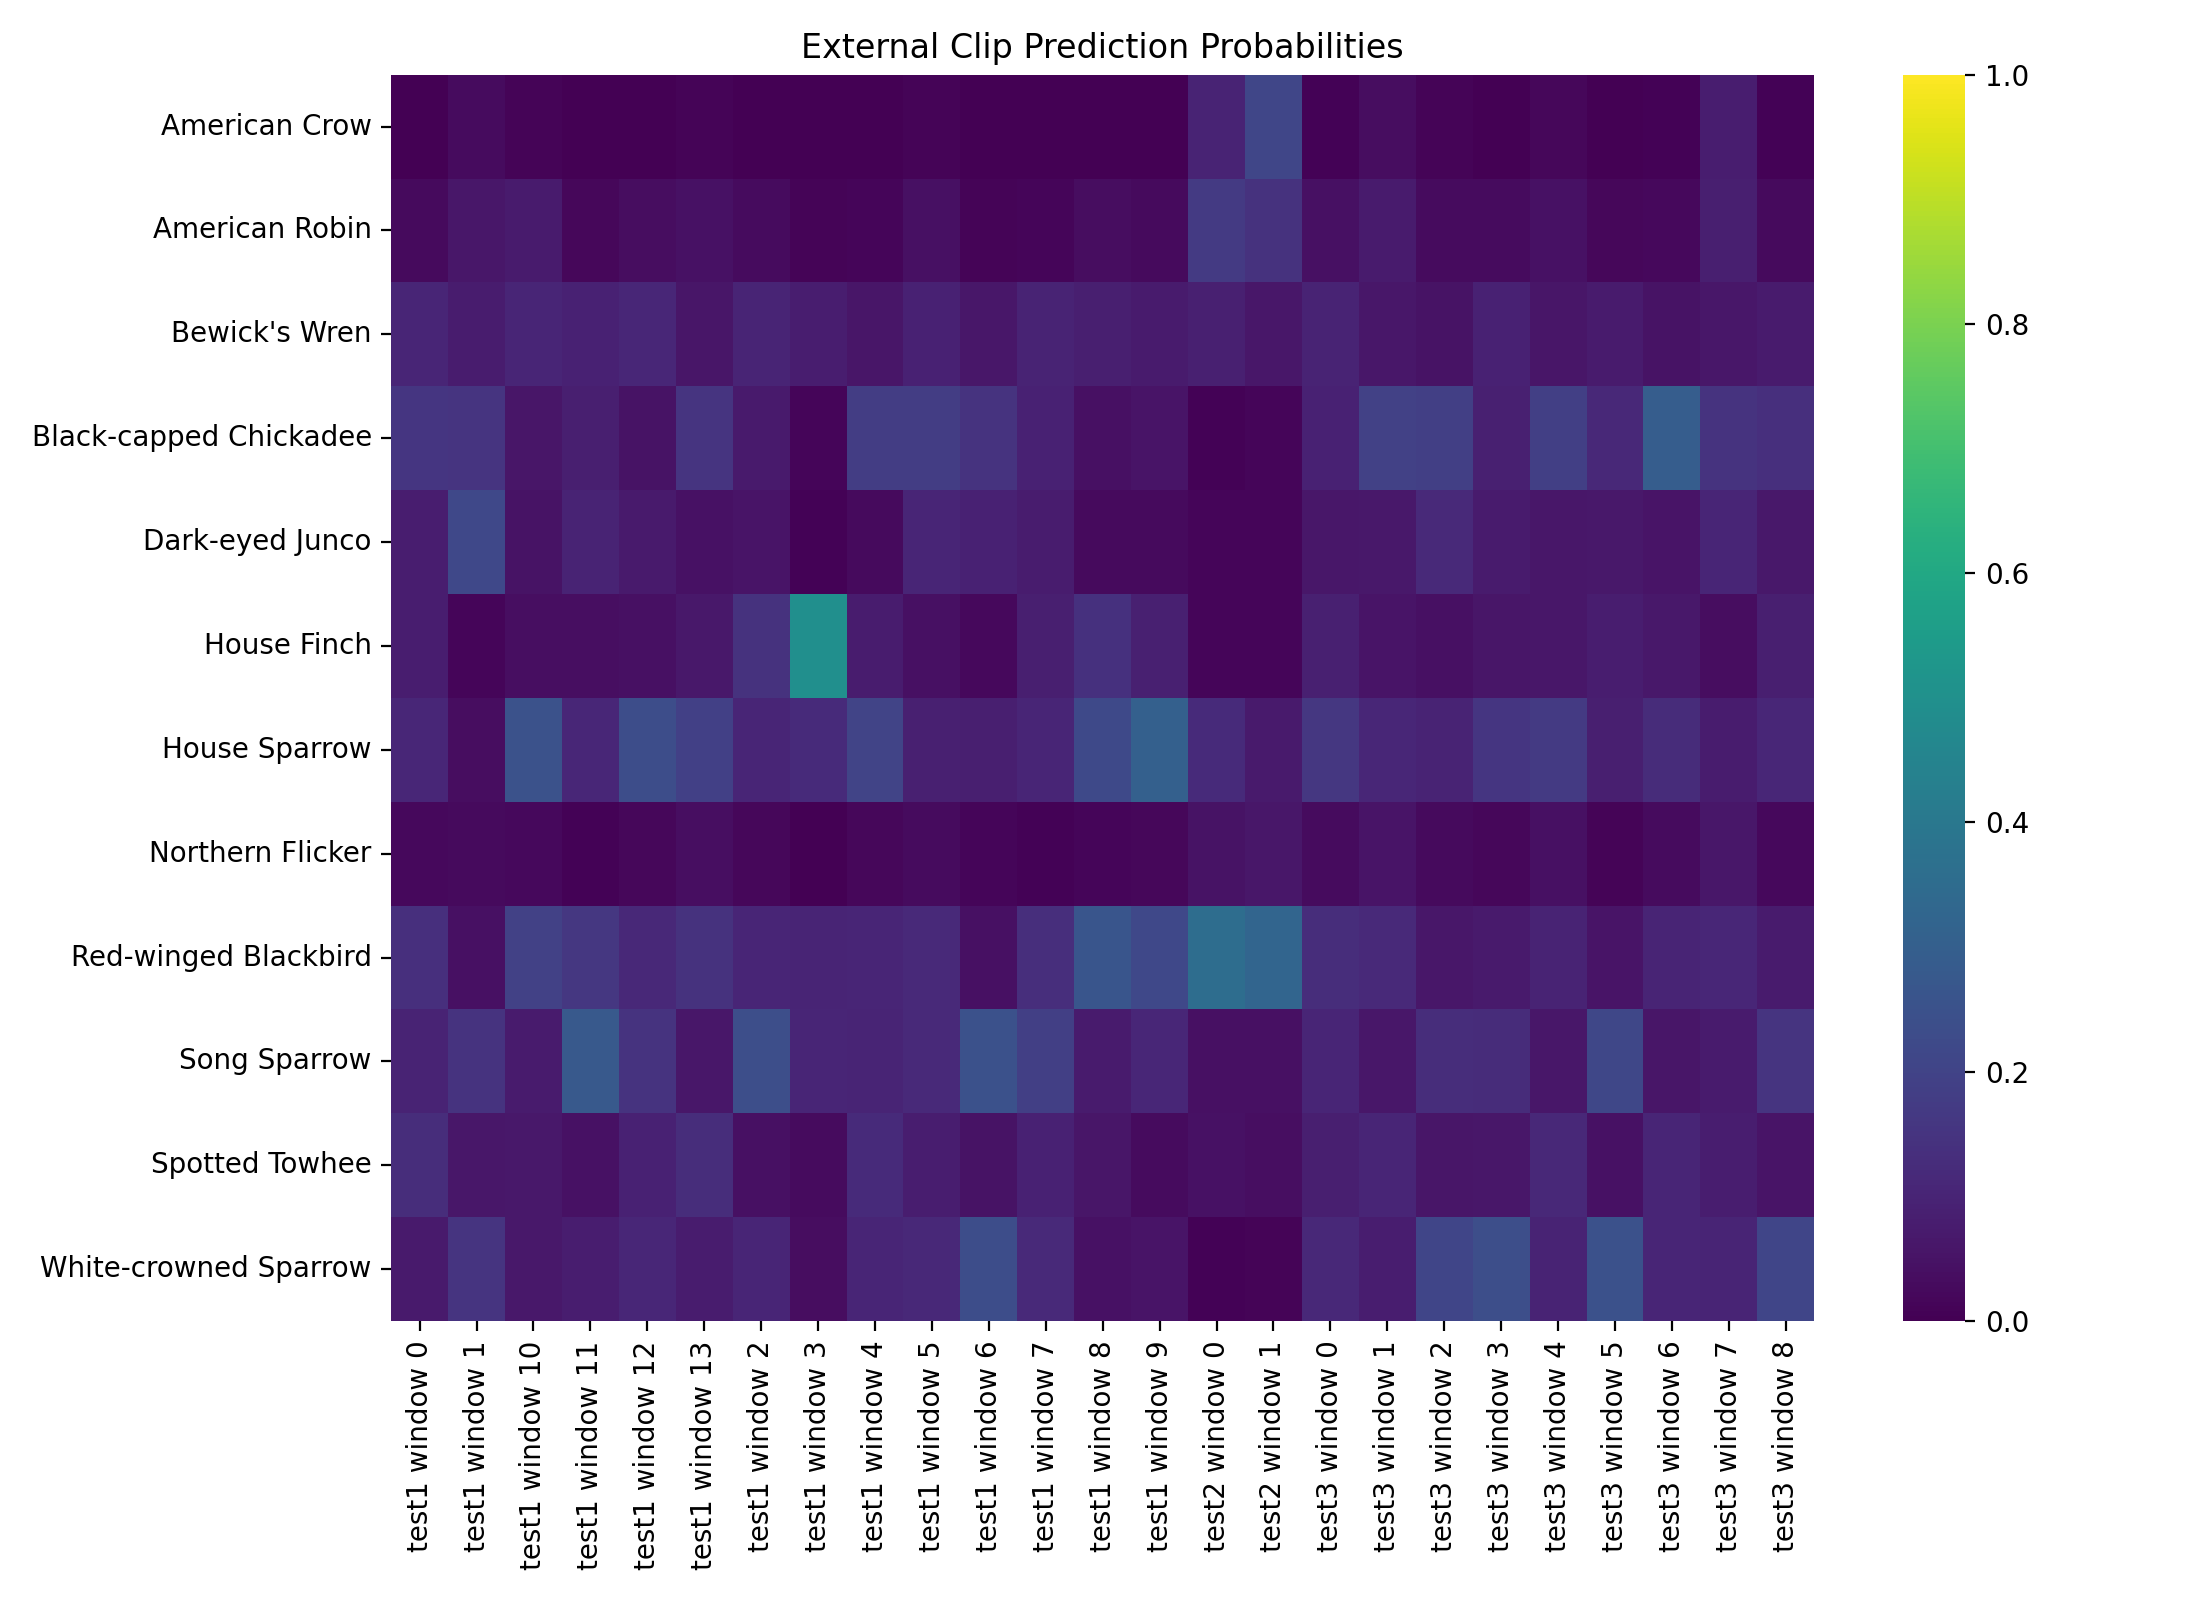 External Clip Prediction Probabilities
American Crow
American Robin
Bewick's Wren
Black-capped Chickadee
Dark-eyed Junco
House Finch
House Sparrow
Northern Flicker
Red-winged Blackbird
Song Sparrow
Spotted Towhee
White-crowned Sparrow
test1 window 0
test1 window 1
test1 window 10
test1 window 11
test1 window 12
test1 window 13
test1 window 2
test1 window 3
test1 window 4
test1 window 5
test1 window 6
test1 window 7
test1 window 8
test1 window 9
test2 window 0
test2 window 1
test3 window 0
test3 window 1
test3 window 2
test3 window 3
test3 window 4
test3 window 5
test3 window 6
test3 window 7
test3 window 8
1.0
0.8
0.6
0.4
0.2
0.0